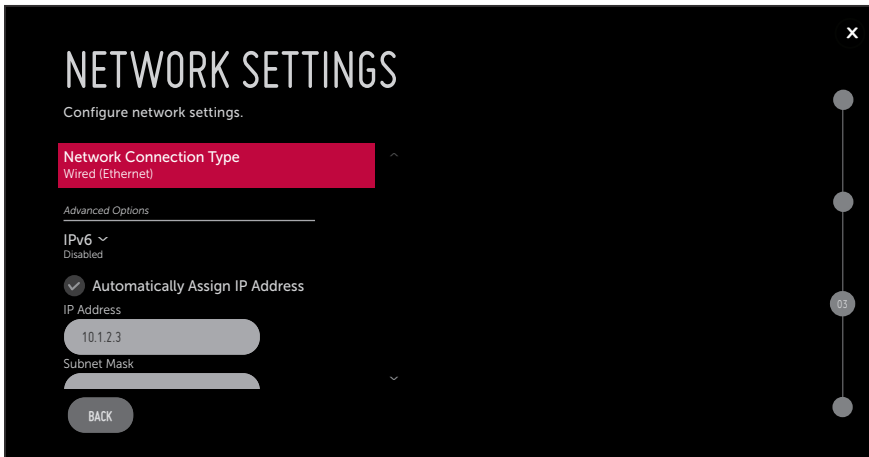 X
NETWORK SETTINGS
Configure network settings.
Network Connection Type
Wired (Ethernet)
Advanced Options
IPv6
Disabled
Automatically Assign IP Address
IP Address
10.1.2.3
Subnet Mask
03
BACK